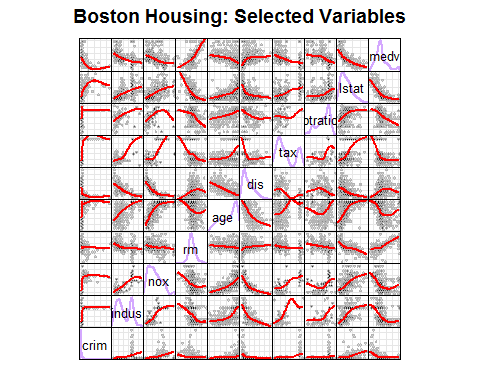 Boston Housing: Selected Variables
medv
lstat
ptratio
tax
dis
age
rm
nox
indus
crim